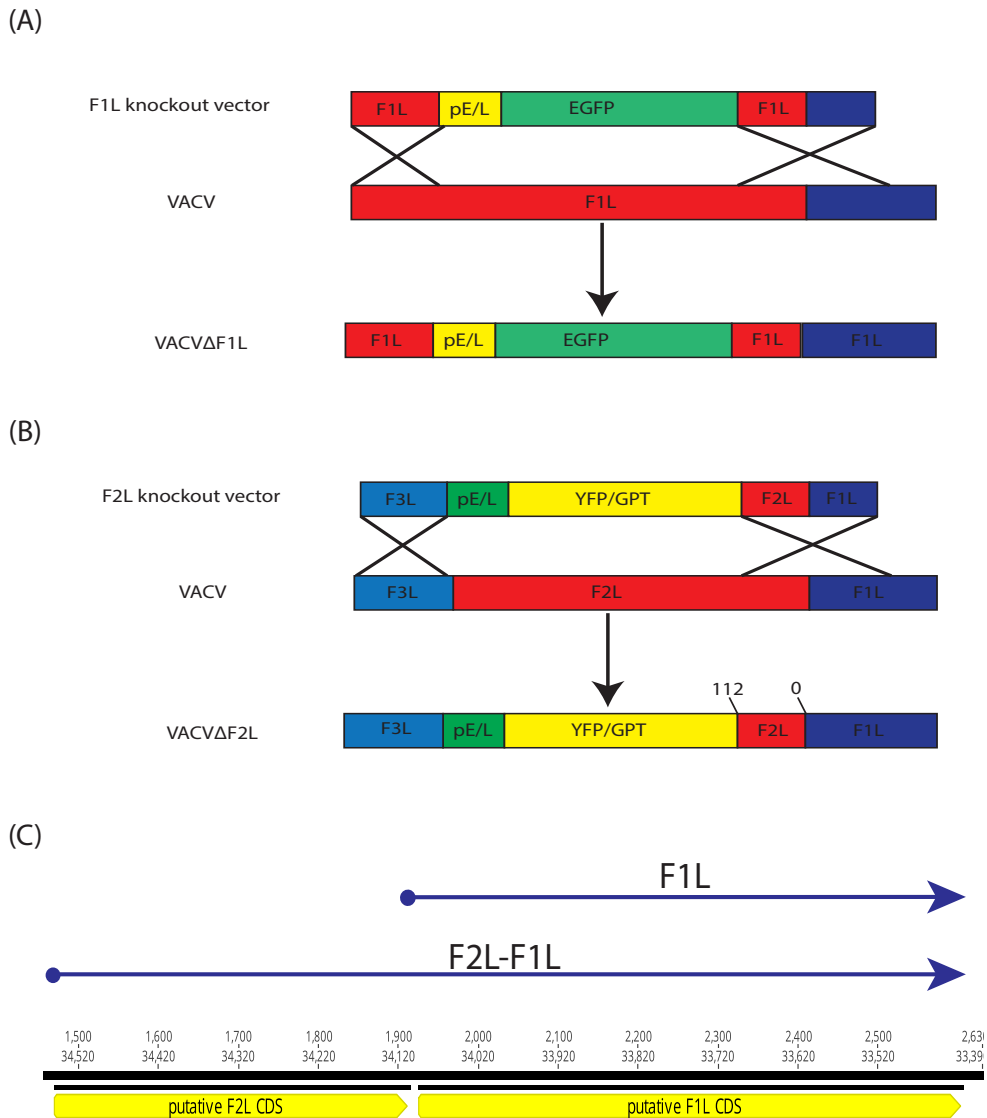 (A)
F1L knockout vector
F1L pE/L EGFP F1L
VACV
F1L
VACVΔF1L
F1L pE/L EGFP F1L F1L
(B)
F2L knockout vector
F3L pE/L YFP/GPT F2L F1L
VACV
F3L F2L F1L
112 0
VACVΔF2L
F3L pE/L YFP/GPT F2L F1L
(C)
F1L
F2L-F1L
1,500 1,600 1,700 1,800 1,900 2,000 2,100 2,200 2,300 2,400 2,500 2,630
34,520 34,420 34,320 34,220 34,120 34,020 33,920 33,820 33,720 33,620 33,520 33,390
putative F2L CDS putative F1L CDS